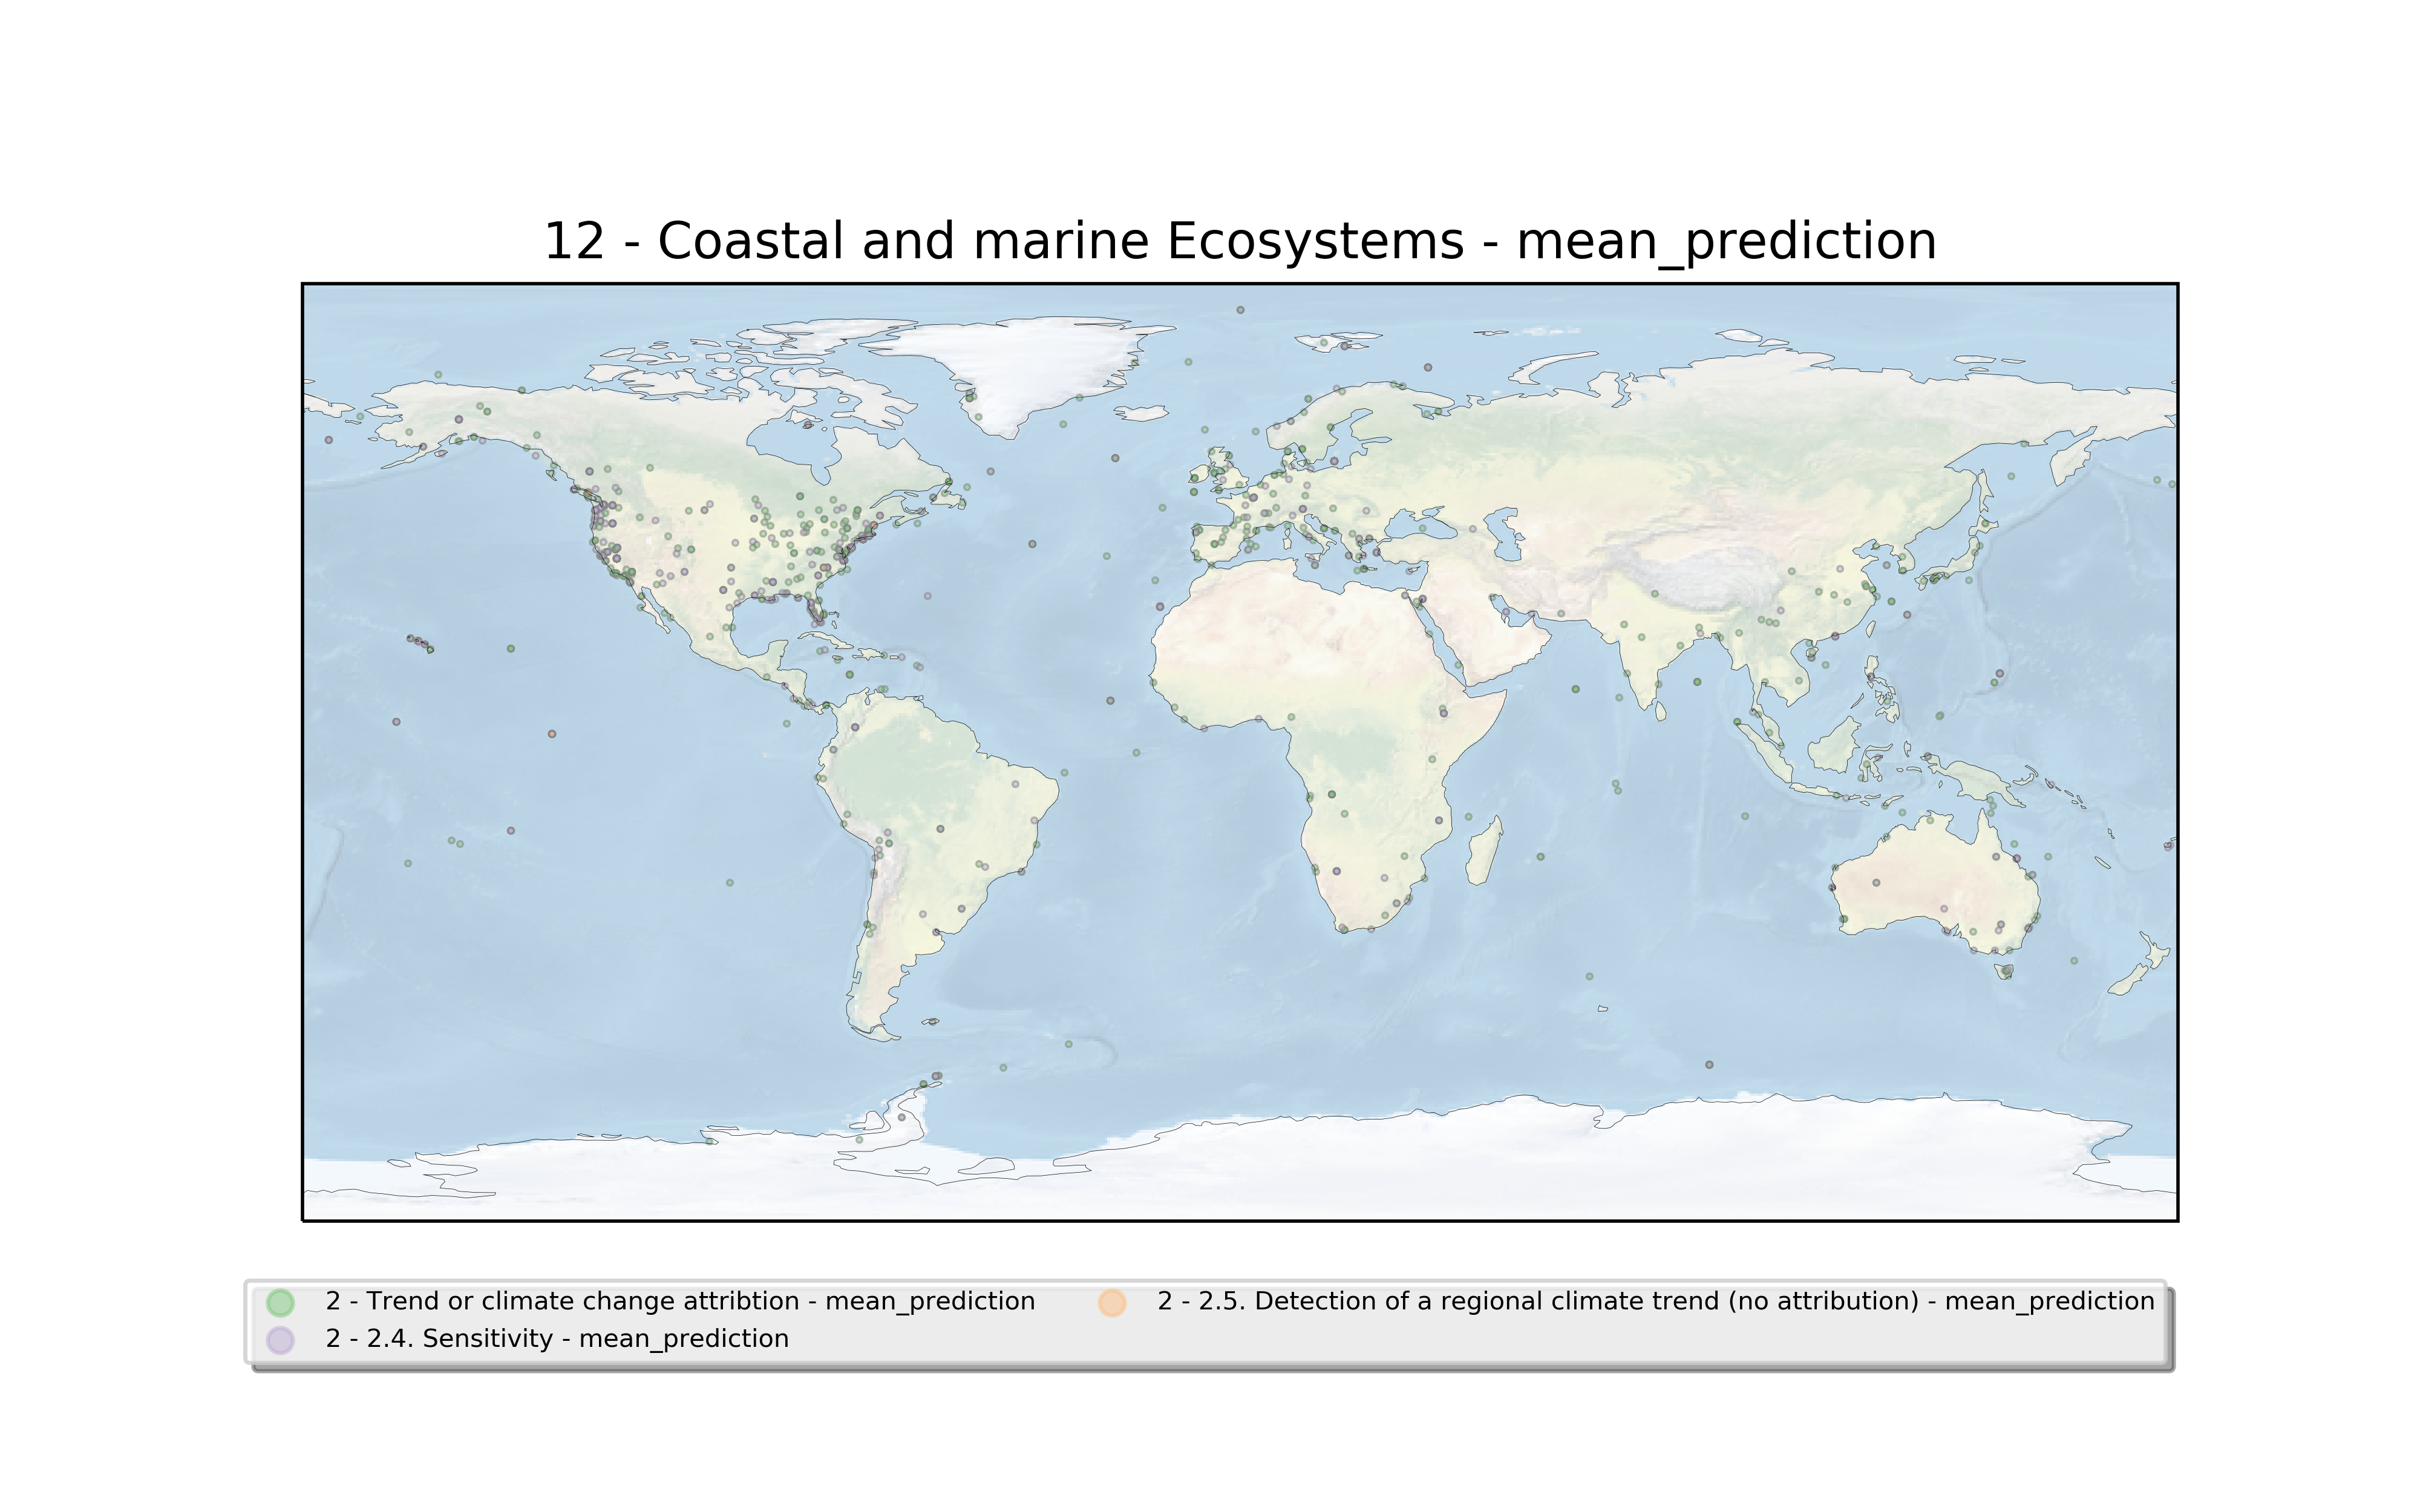 12 - Coastal and marine Ecosystems - mean_prediction
2 - Trend or climate change attribtion - mean_prediction
2 - 2.4. Sensitivity - mean_prediction
2 - 2.5. Detection of a regional climate trend (no attribution) - mean_prediction